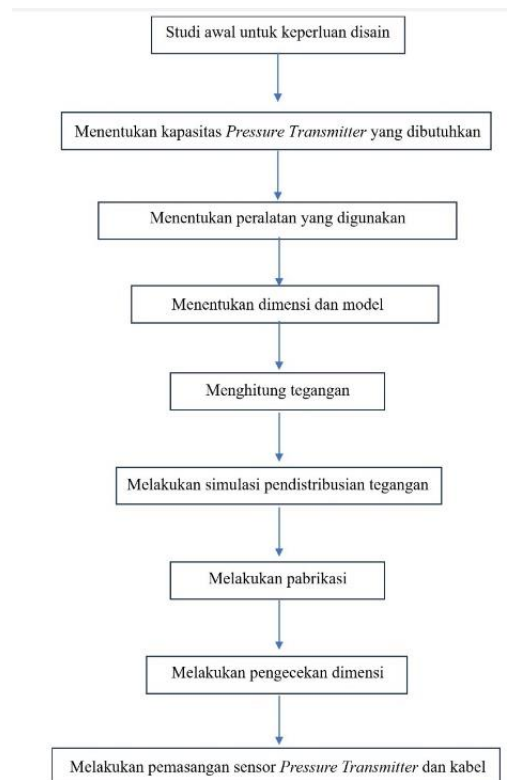 Studi awal untuk keperluan disain
Menentukan kapasitas Pressure Transmitter yang dibutuhkan
Menentukan peralatan yang digunakan
Menentukan dimensi dan model
Menghitung tegangan
Melakukan simulasi pendistribusian tegangan
Melakukan pabrikasi
Melakukan pengecekan dimensi
Melakukan pemasangan sensor Pressure Transmitter dan kabel